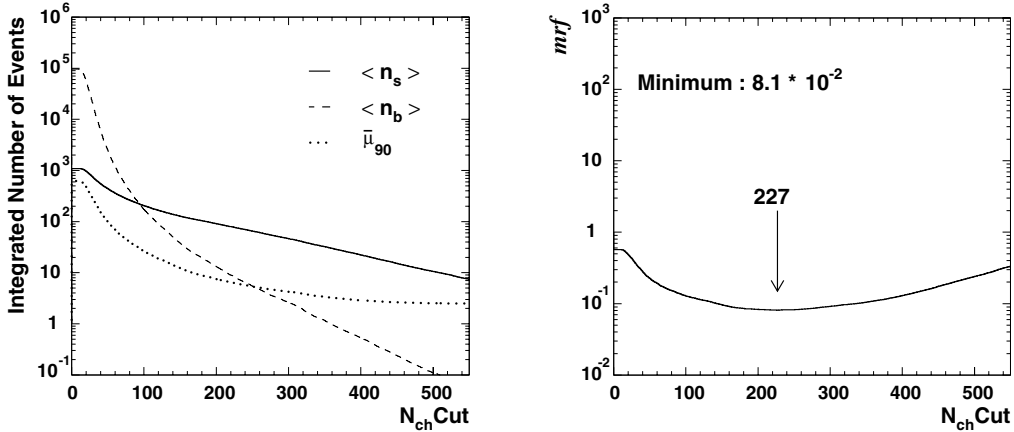 Integrated Number of Events
10^5
10^4
10^3
10^2
10
1
10^-1
0 100 200 300 400 500
N_ch Cut
< n_s >
< n_b >
μ̄_90
mrf
10^3
10^2
10
1
10^-1
10^-2
0 100 200 300 400 500
N_ch Cut
Minimum : 8.1 * 10^-2
227